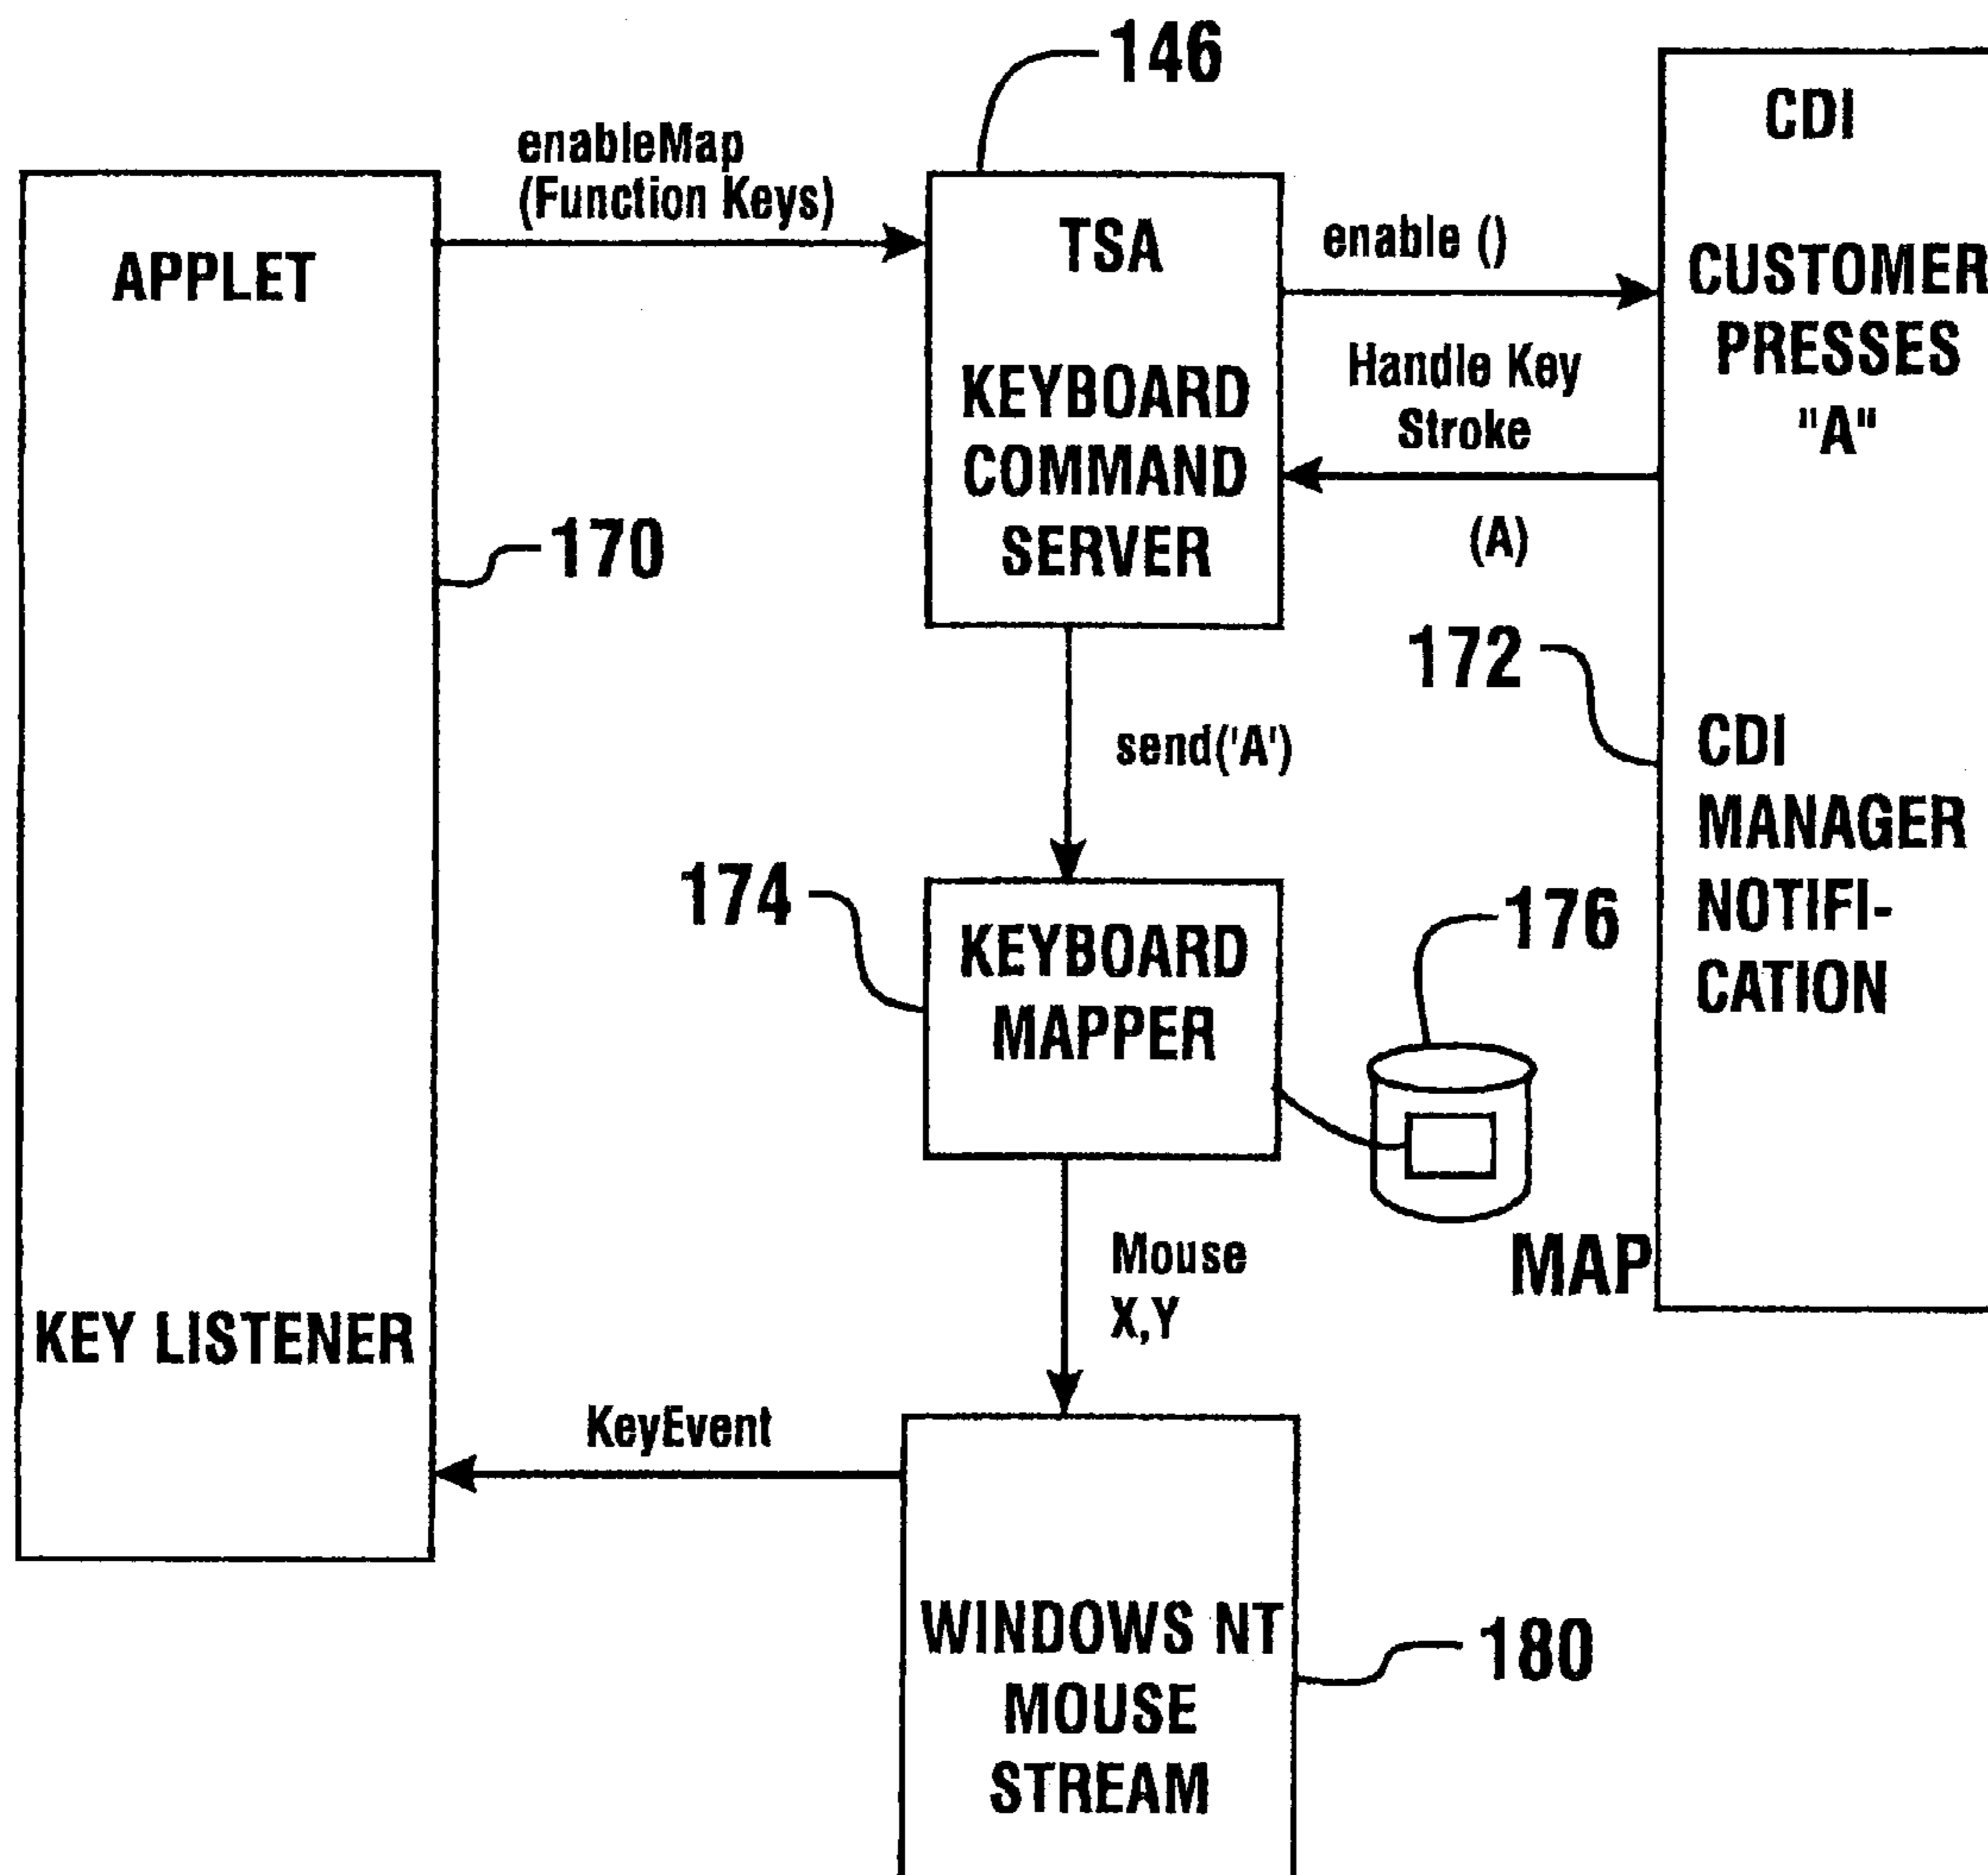 146
enableMap
(Function Keys)
APPLET
170
KEY LISTENER
TSA
KEYBOARD
COMMAND
SERVER
enable ()
Handle Key
Stroke
(A)
CDI
CUSTOMER
PRESSES
"A"
172
CDI
MANAGER
NOTIFI-
CATION
send('A')
174
KEYBOARD
MAPPER
176
MAP
Mouse
X,Y
KeyEvent
WINDOWS NT
MOUSE
STREAM
180